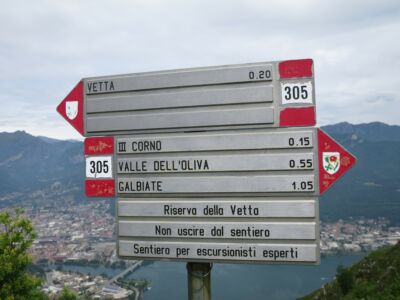 VETTA 0.20
305
III CORNO 0.15
305 VALLE DELL'OLIVA 0.55
GALBIATE 1.05
Riserva della Vetta
Non uscire dal sentiero
Sentiero per escursionisti esperti